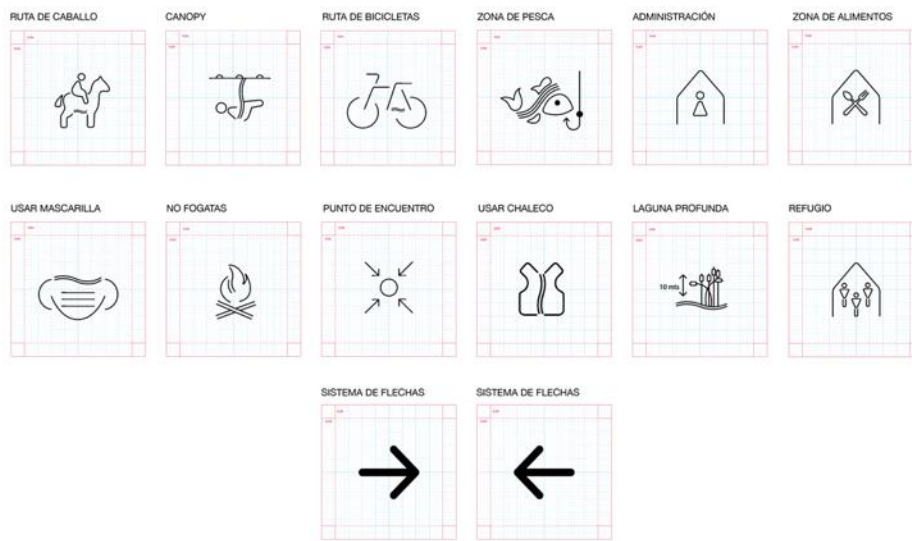 RUTA DE CABALLO
CANOPY
RUTA DE BICICLETAS
ZONA DE PESCA
ADMINISTRACIÓN
ZONA DE ALIMENTOS
USAR MASCARILLA
NO FOGATAS
PUNTO DE ENCUENTRO
USAR CHALECO
LAGUNA PROFUNDA
10 mts
REFUGIO
SISTEMA DE FLECHAS
SISTEMA DE FLECHAS